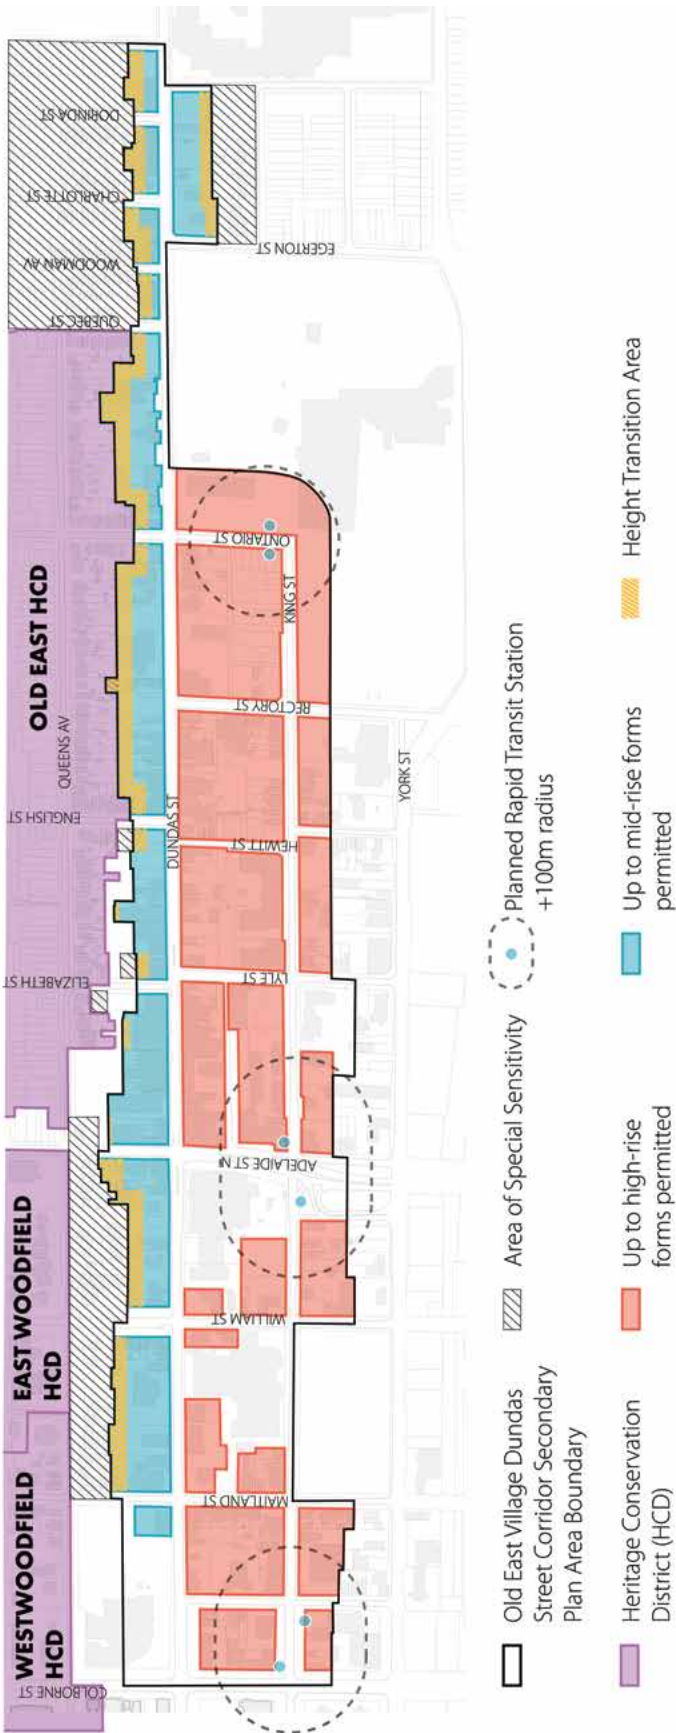 WESTWOODFIELD
HCD
EAST WOODFIELD
HCD
OLD EAST HCD
COLBORNE ST
MAITLAND ST
WILLIAM ST
ADELAIDE ST N
ELIZABETH ST
LYLE ST
ENGLISH ST
HEWITT ST
QUEENS AV
DUNDAS ST
RECTORY ST
KING ST
ONTARIO ST
YORK ST
QUEBEC ST
WOODMAN AV
CHARLOTTE ST
DORINDA ST
EGERTON ST
Old East Village Dundas
Street Corridor Secondary
Plan Area Boundary
Area of Special Sensitivity
Planned Rapid Transit Station
+100m radius
Heritage Conservation
District (HCD)
Up to high-rise
forms permitted
Up to mid-rise forms
permitted
Height Transition Area